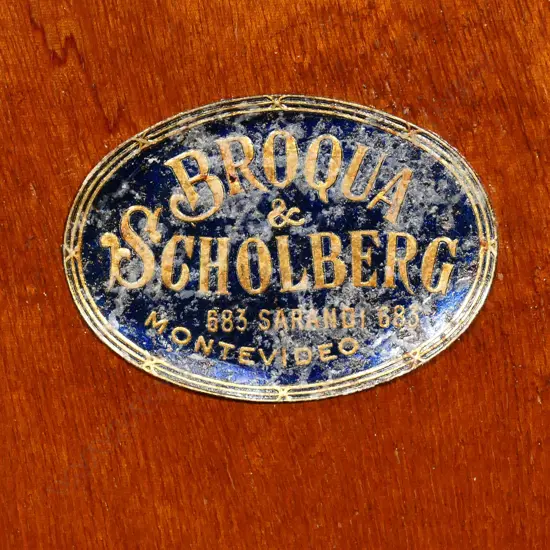 BROQUA
&
SCHOLBERG
683 SARANDI 683
MONTEVIDEO